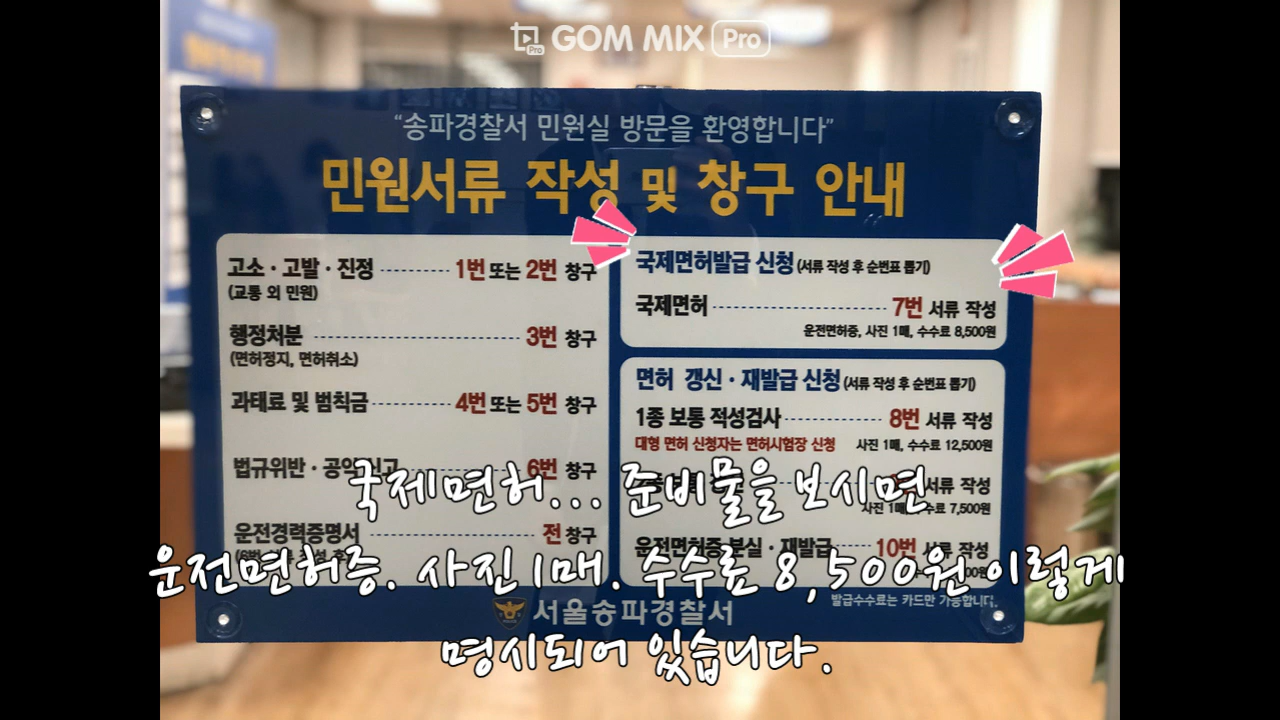 GOM MIX Pro
“송파경찰서 민원실 방문을 환영합니다”
민원서류 작성 및 창구 안내
고소 · 고발 · 진정 1번 또는 2번 창구
(교통 외 민원)
행정처분 3번 창구
(면허정지, 면허취소)
과태료 및 범칙금 4번 또는 5번 창구
법규위반 · 공익신고 6번 창구
운전경력증명서 전 창구
국제면허발급 신청 (서류 작성 후 순번표 뽑기)
국제면허 7번 서류 작성
운전면허증, 사진 1매, 수수료 8,500원
면허 갱신 · 재발급 신청 (서류 작성 후 순번표 뽑기)
1종 보통 적성검사 8번 서류 작성
대형 면허 신청자는 면허시험장 신청 사진 1매, 수수료 12,500원
서류 작성
사진 1매, 수수료 7,500원
운전면허증 분실 · 재발급 10번 서류 작성
발급수수료는 카드만 가능합니다.
서울송파경찰서
국제면허... 준비물을 보시면
운전면허증. 사진 1매. 수수료 8,500원 이렇게
명시되어 있습니다.